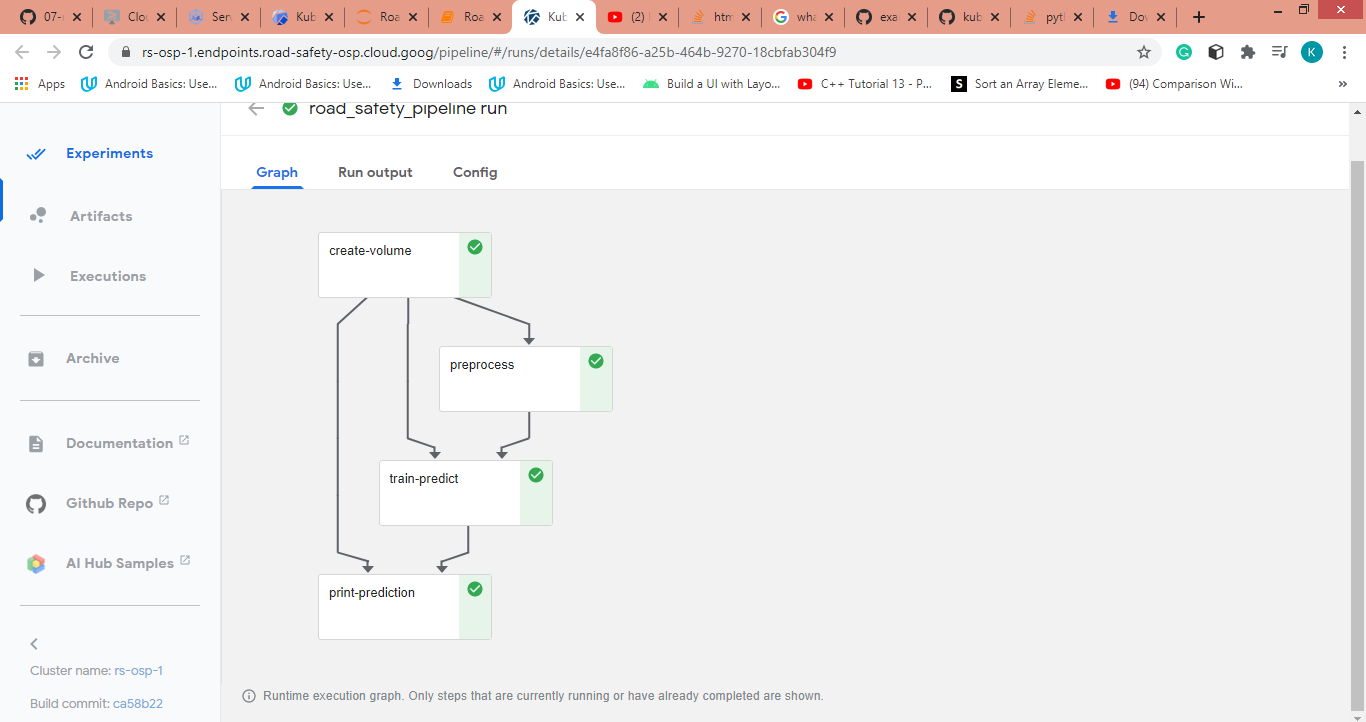 07-
Clou
Serv
Kub
Roa
Roa
Kub
(2)
htm
wha
exa
kub
pytl
Dov
rs-osp-1.endpoints.road-safety-osp.cloud.goog/pipeline/#/runs/details/e4fa8f86-a25b-464b-9270-18cbfab304f9
K
Apps
Android Basics: Use...
Android Basics: Use...
Downloads
Android Basics: Use...
Build a UI with Layo...
C++ Tutorial 13 - P...
S
Sort an Array Eleme...
(94) Comparison Wi...
»
road_safety_pipeline run
Experiments
Artifacts
Executions
Archive
Documentation
Github Repo
AI Hub Samples
Cluster name: rs-osp-1
Build commit: ca58b22
Graph
Run output
Config
create-volume
preprocess
train-predict
print-prediction
Runtime execution graph. Only steps that are currently running or have already completed are shown.